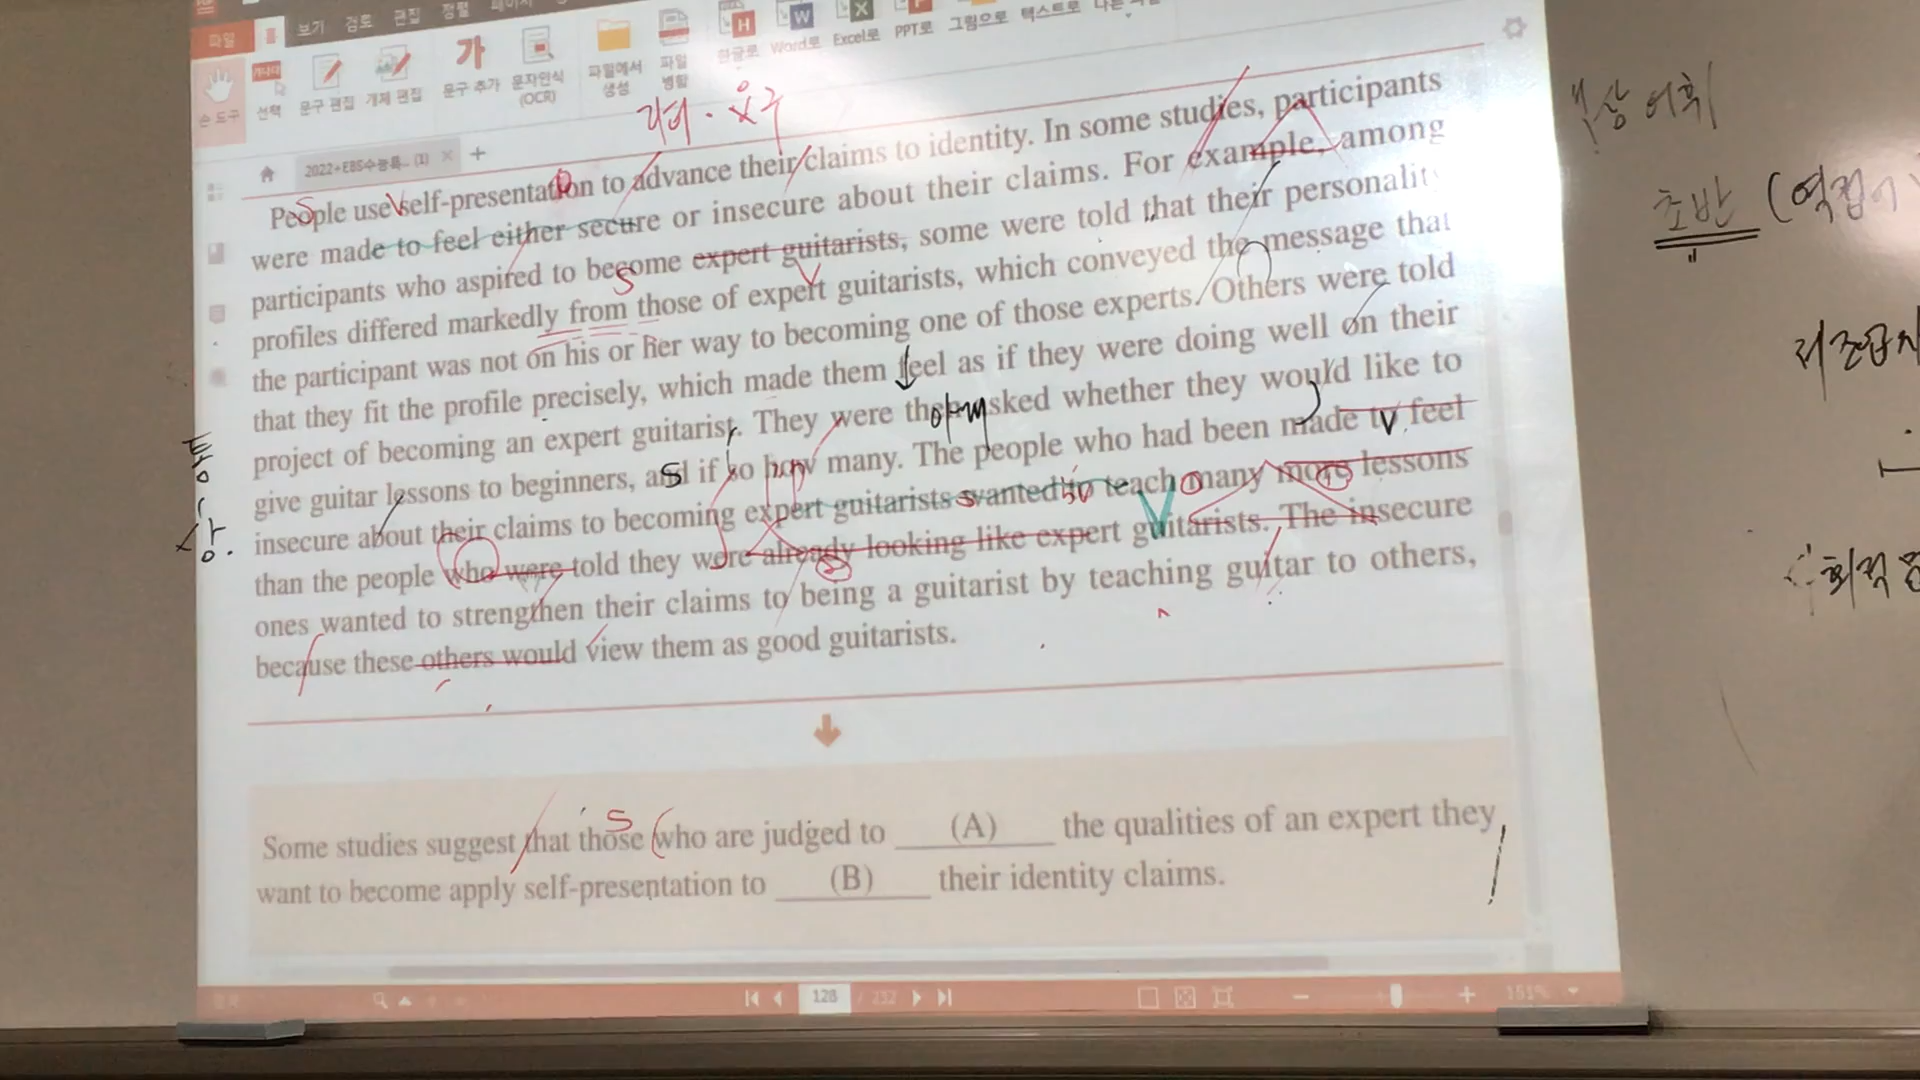 파일 홈 보기 검토 편집 정렬 페이지
손 도구 선택 문구 편집 개체 편집 문구 추가 문자인식 (OCR) 파일에서 생성 파일 병합 한글로 Word로 Excel로 PPT로 그림으로 텍스트로
2022+EBS수능특.. (1) × +
People use self-presentation to advance their claims to identity. In some studies, participants
were made to feel either secure or insecure about their claims. For example, among
participants who aspired to become expert guitarists, some were told that their personality
profiles differed markedly from those of expert guitarists, which conveyed the message that
the participant was not on his or her way to becoming one of those experts. Others were told
that they fit the profile precisely, which made them feel as if they were doing well on their
project of becoming an expert guitarist. They were then asked whether they would like to
give guitar lessons to beginners, and if so how many. The people who had been made to feel
insecure about their claims to becoming expert guitarists wanted to teach many more lessons
than the people who were told they were already looking like expert guitarists. The insecure
ones wanted to strengthen their claims to being a guitarist by teaching guitar to others,
because these others would view them as good guitarists.
Some studies suggest that those who are judged to (A) the qualities of an expert they
want to become apply self-presentation to (B) their identity claims.
128 / 232
151%
초반